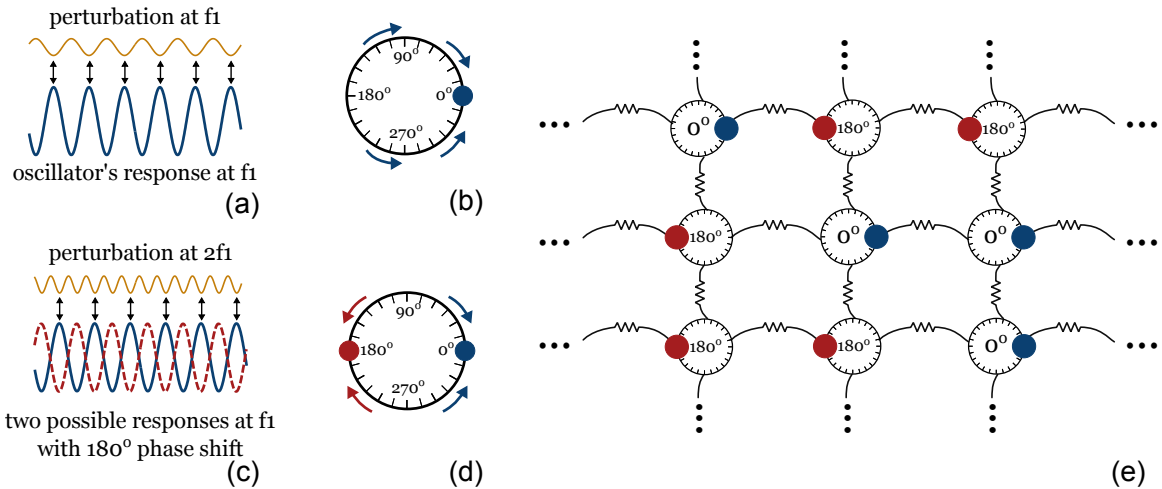 perturbation at f1
oscillator's response at f1
(a)
90°
180°
0°
270°
(b)
perturbation at 2f1
two possible responses at f1
with 180° phase shift
(c)
90°
180°
0°
270°
(d)
0°
180°
180°
180°
0°
0°
180°
180°
0°
(e)